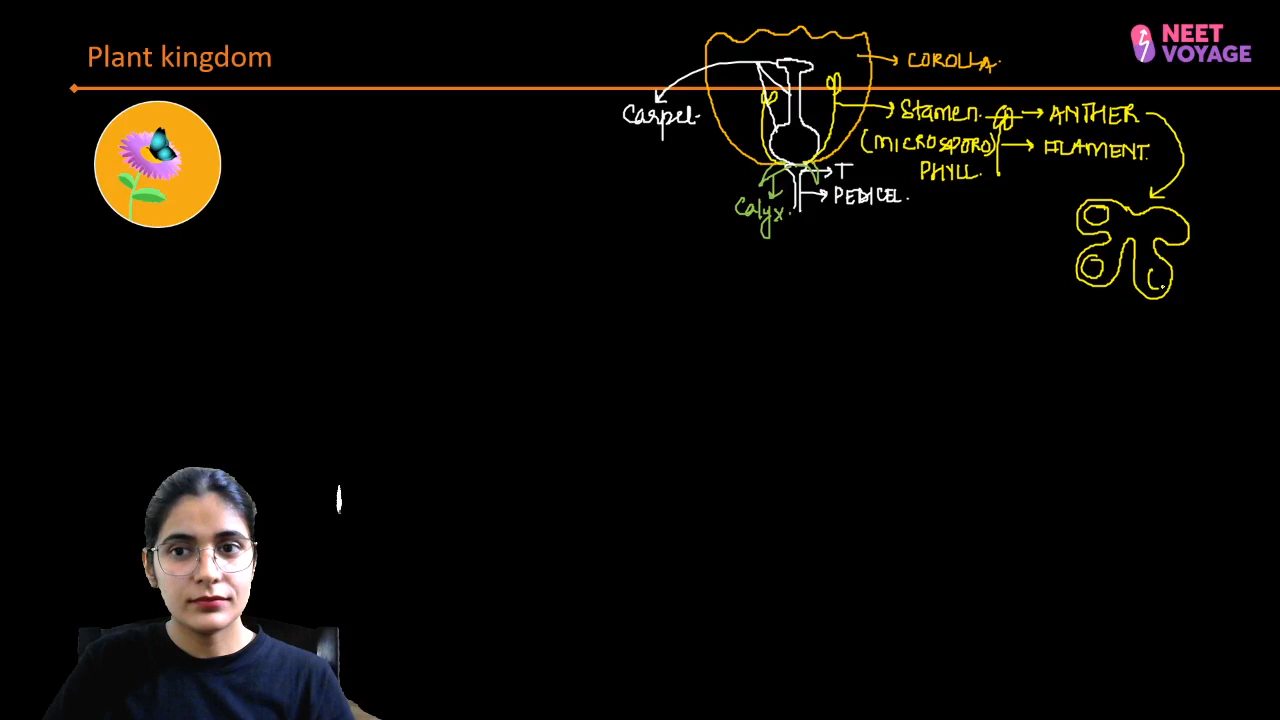 Plant kingdom
NEET
VOYAGE
COROLLA
Carpel
Stamen
ANTHER
(MICROSPORO)
PHYLL
FILAMENT
T
PEDICEL
Calyx